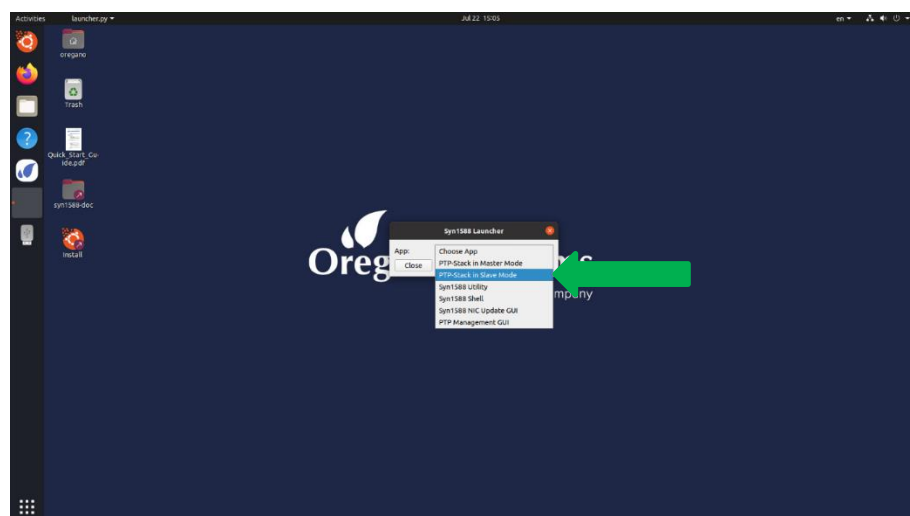 Activities launcher.py Jul 22 15:05 en
oregano
Trash
Quick_Start_Gu-
ide.pdf
syn1588-doc
Install
Syn1588 Launcher
App: Choose App
PTP-Stack in Master Mode
Close PTP-Stack in Slave Mode
Syn1588 Utility
Syn1588 Shell
Syn1588 NIC Update GUI
PTP Management GUI
Oreg
mpany